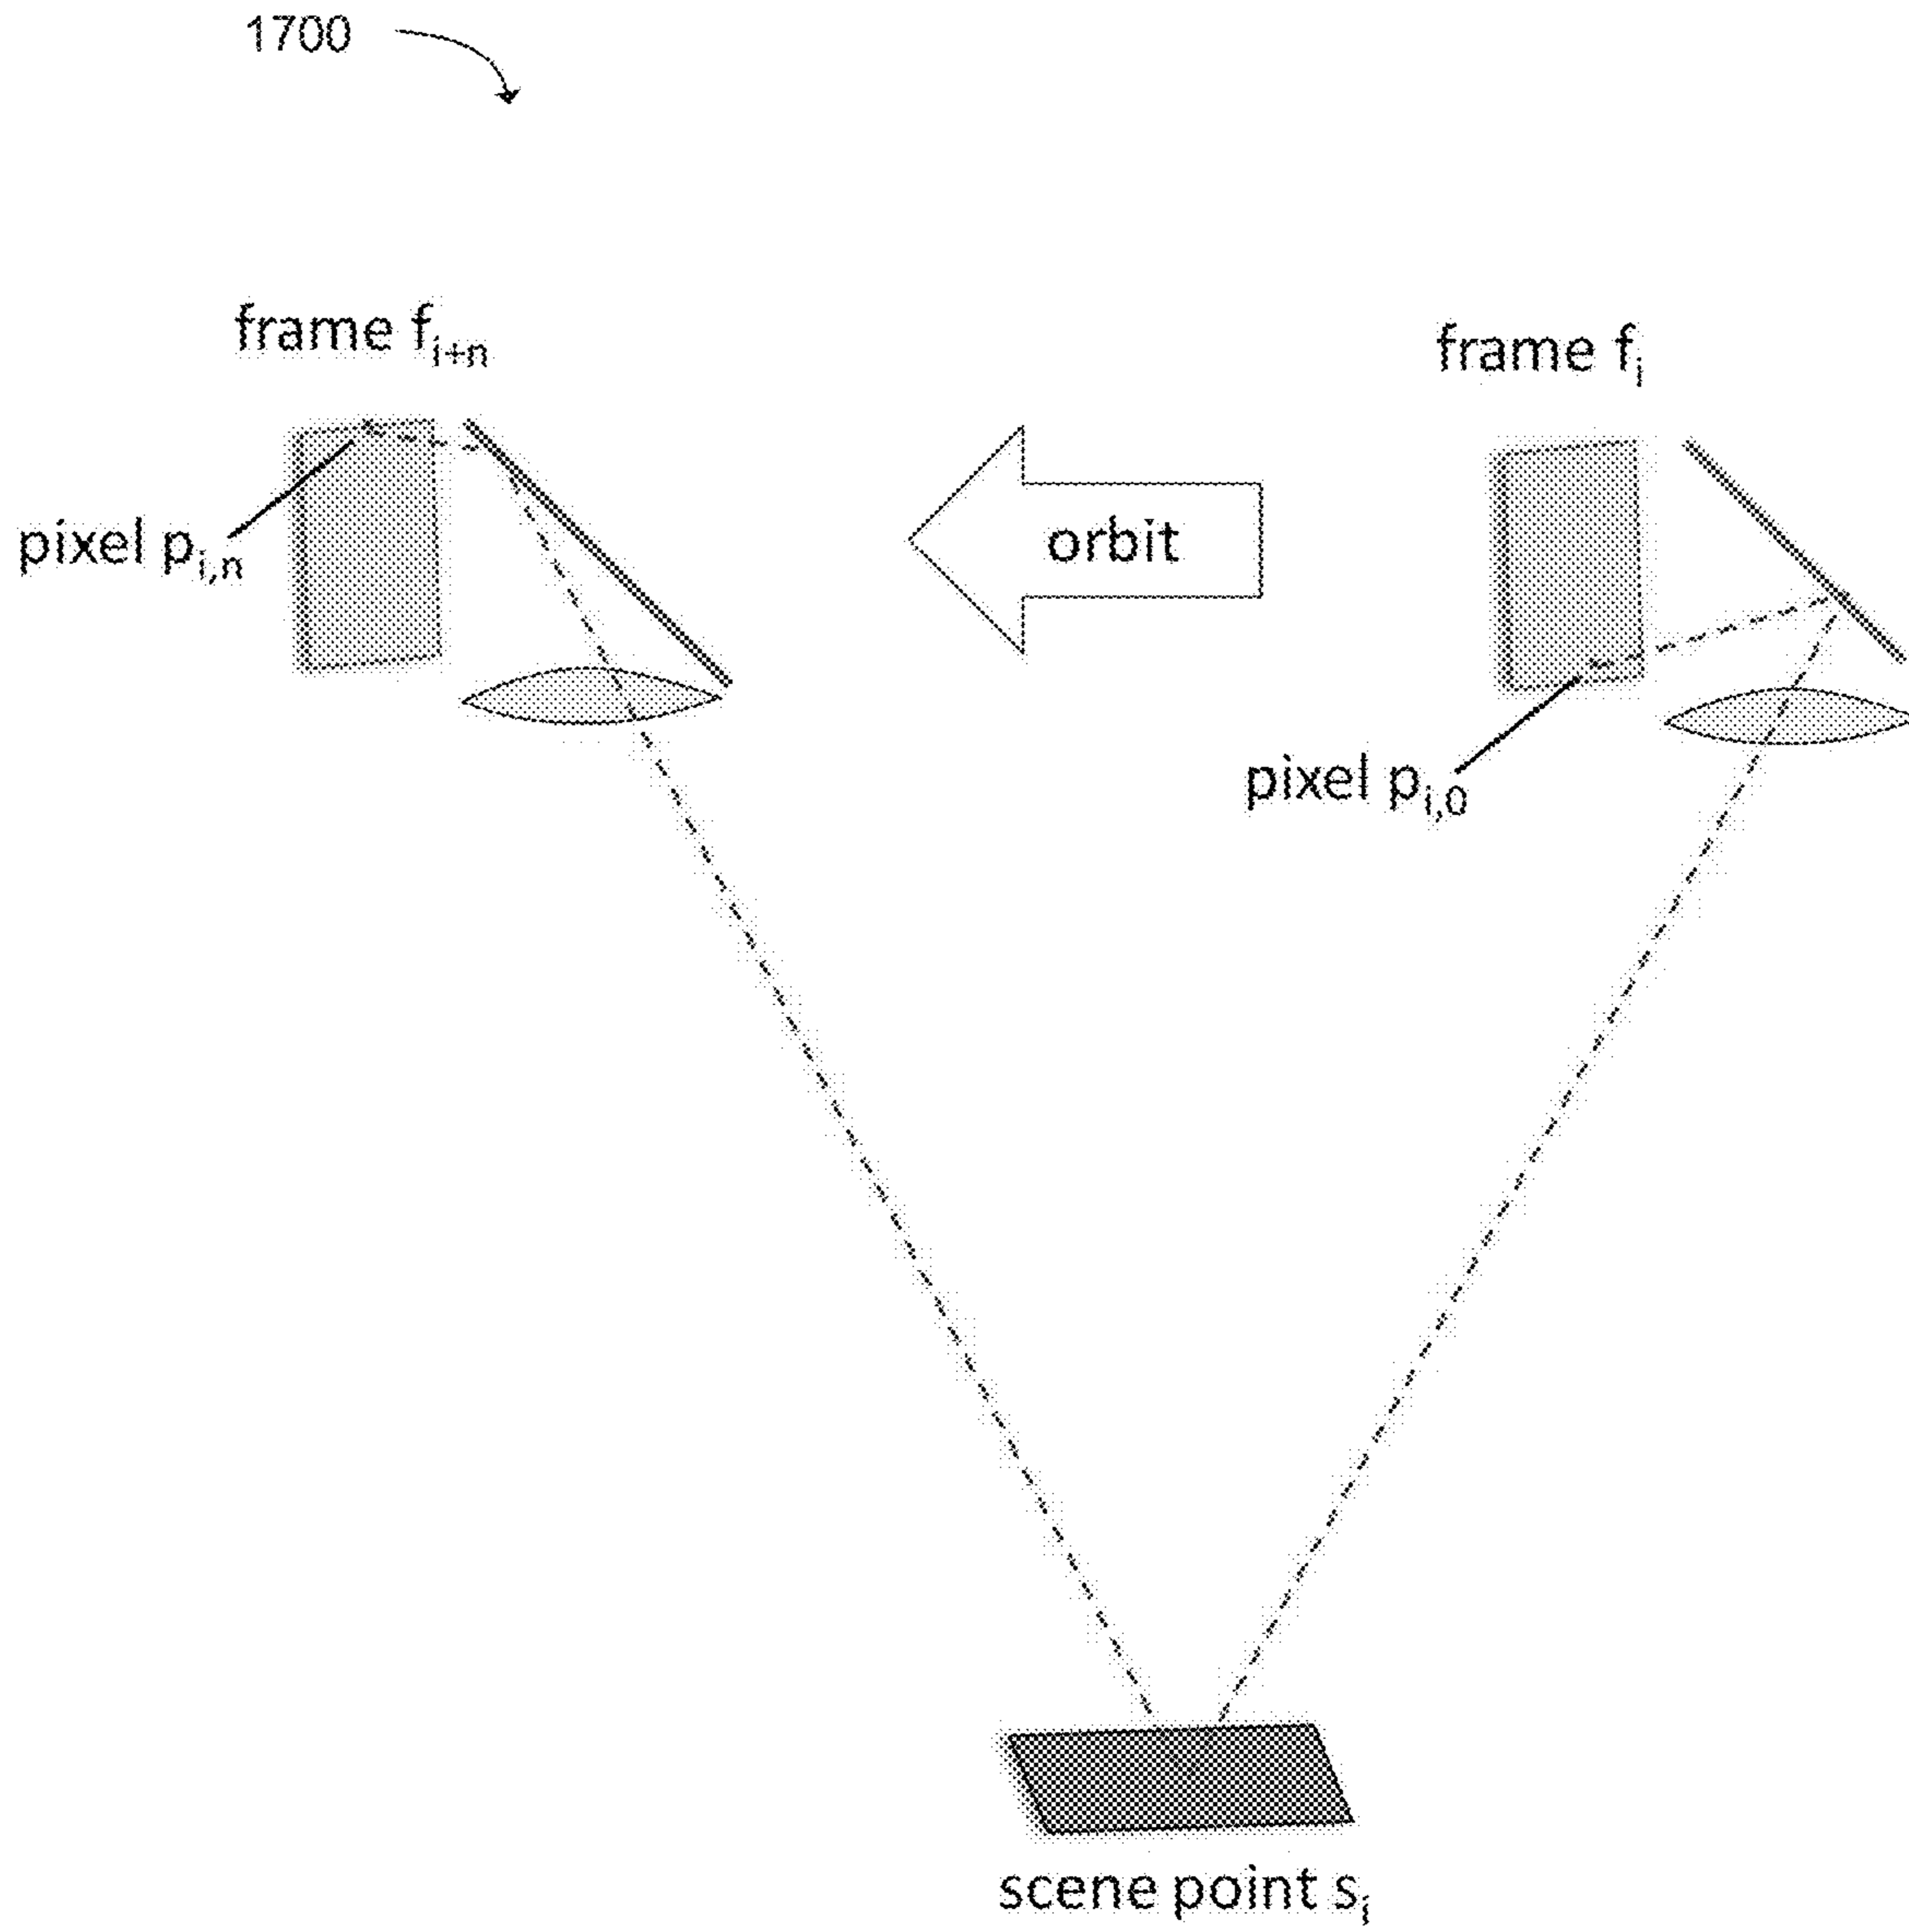 1700
frame f_{i+n}
frame f_i
orbit
pixel p_{i,n}
pixel p_{i,0}
scene point s_i